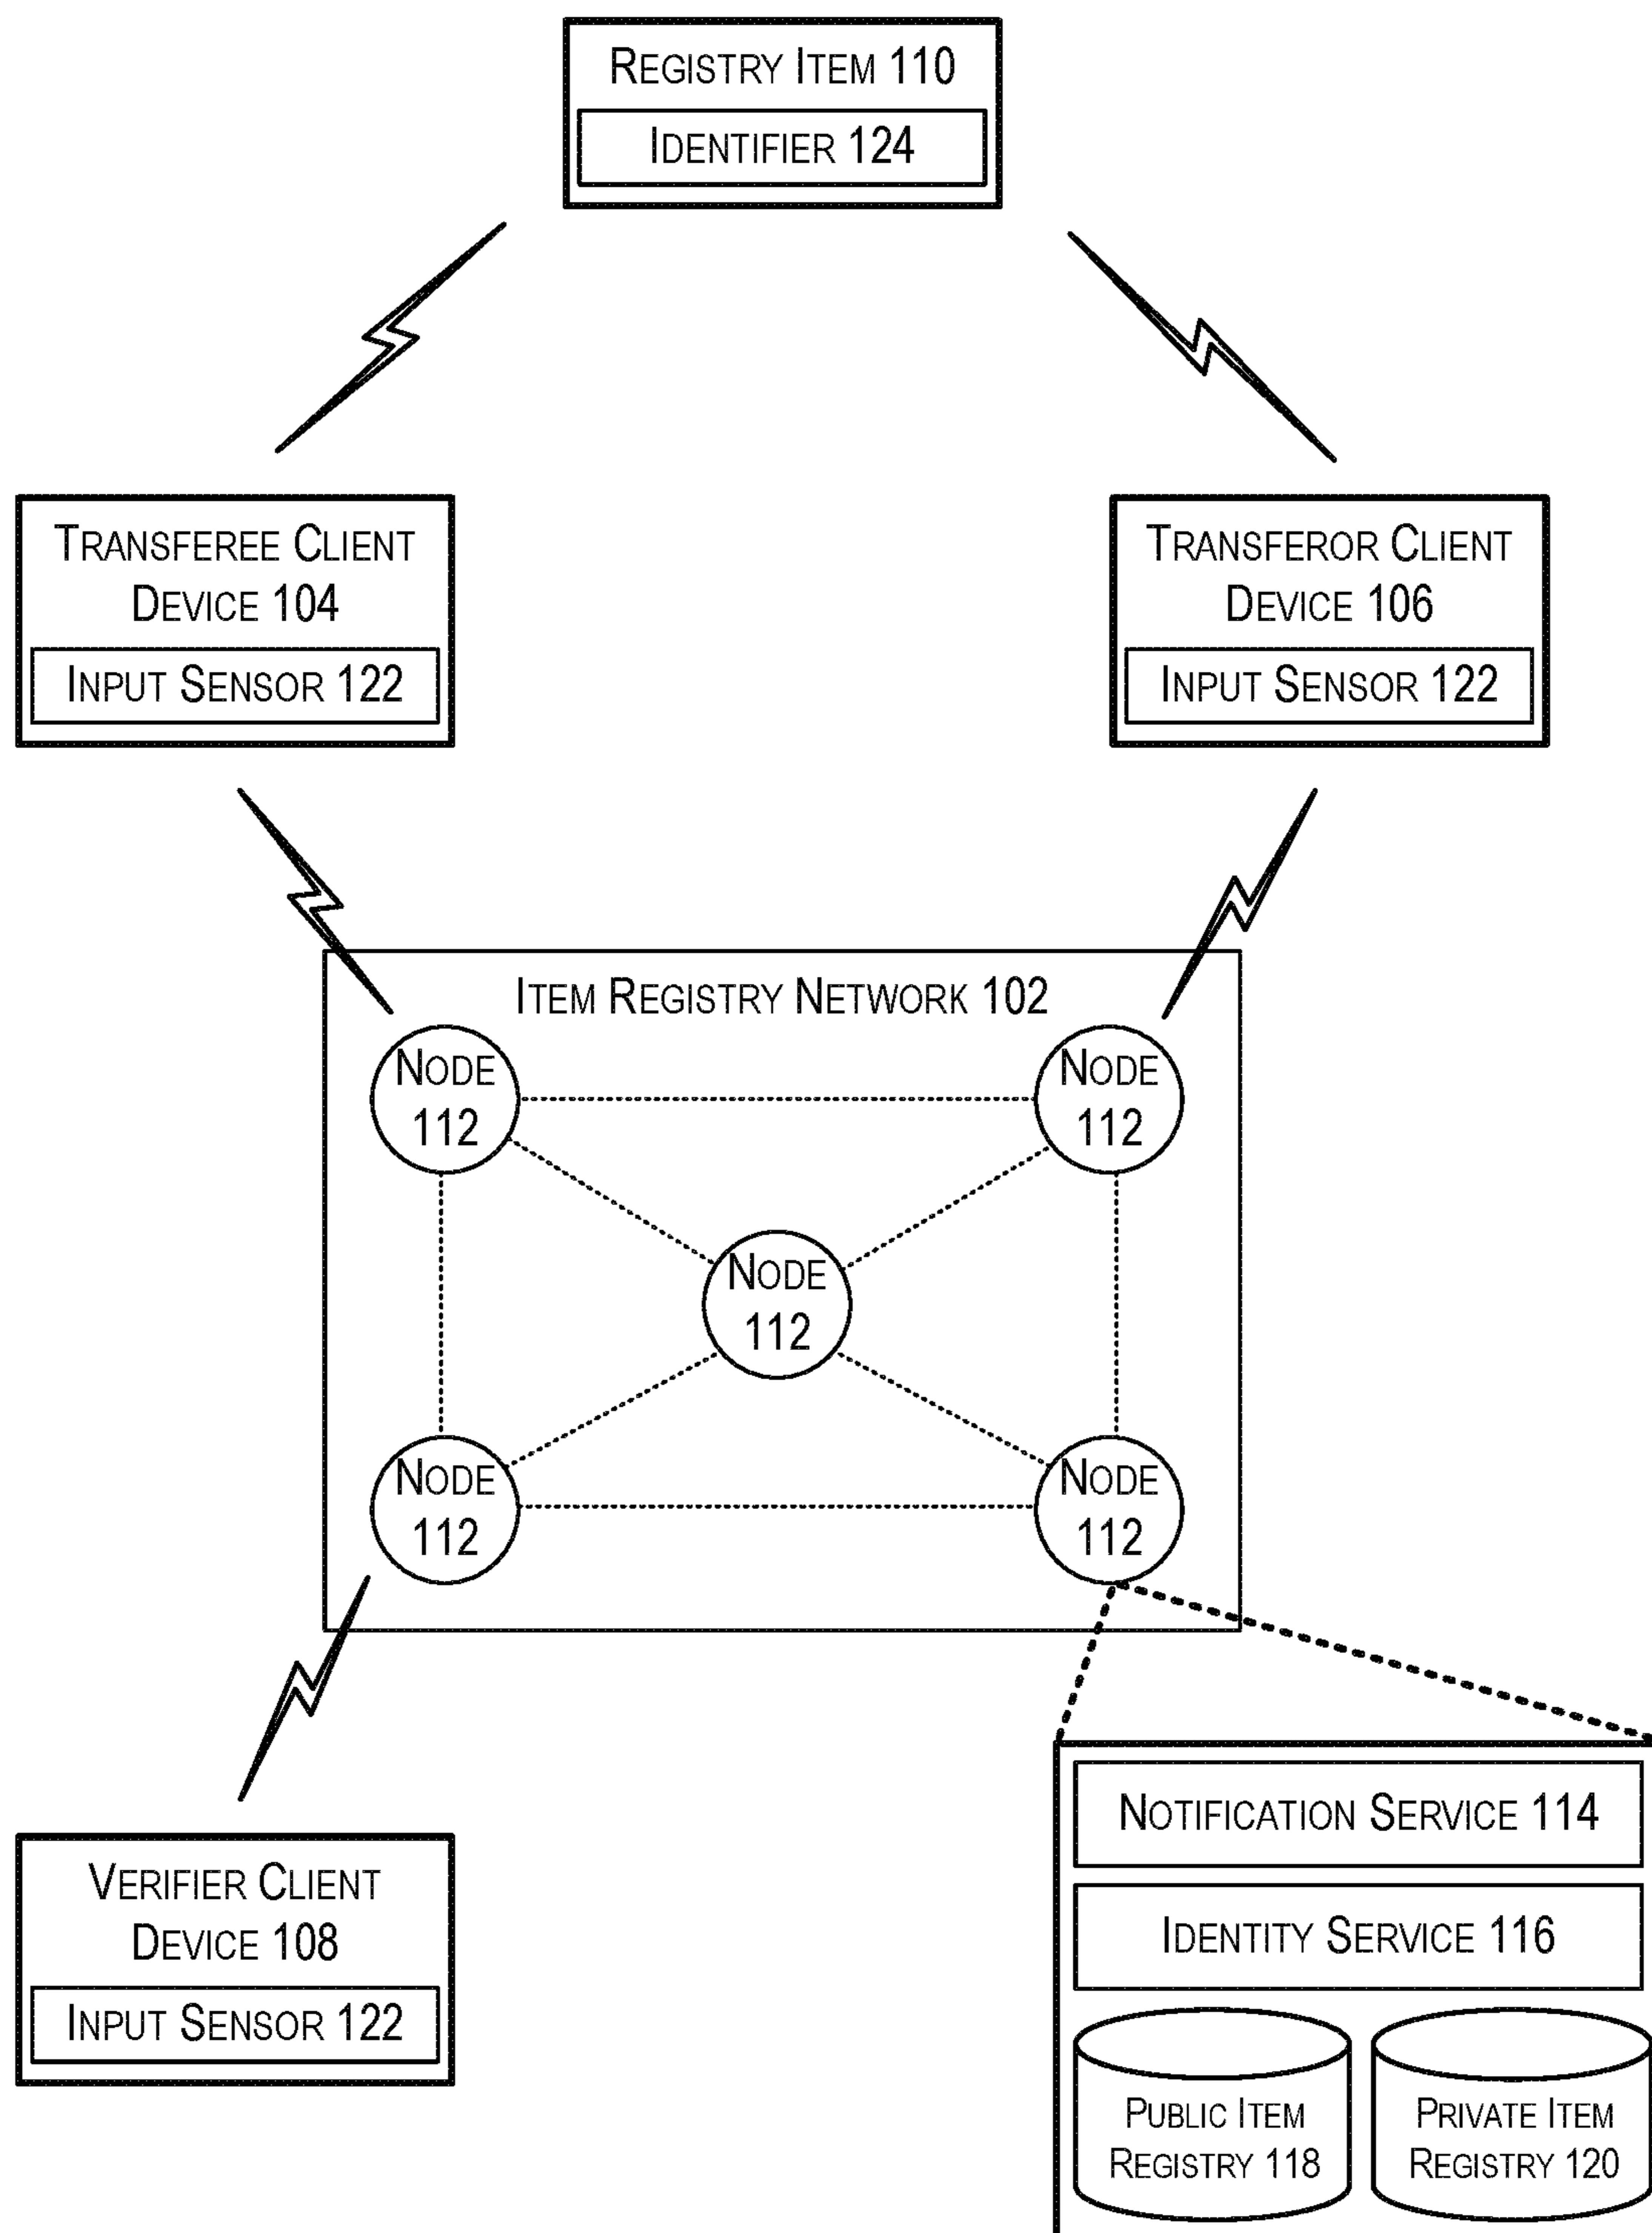 REGISTRY ITEM 110
IDENTIFIER 124
TRANSFEREE CLIENT
DEVICE 104
INPUT SENSOR 122
TRANSFEROR CLIENT
DEVICE 106
INPUT SENSOR 122
ITEM REGISTRY NETWORK 102
NODE
112
NODE
112
NODE
112
NODE
112
NODE
112
VERIFIER CLIENT
DEVICE 108
INPUT SENSOR 122
NOTIFICATION SERVICE 114
IDENTITY SERVICE 116
PUBLIC ITEM
REGISTRY 118
PRIVATE ITEM
REGISTRY 120